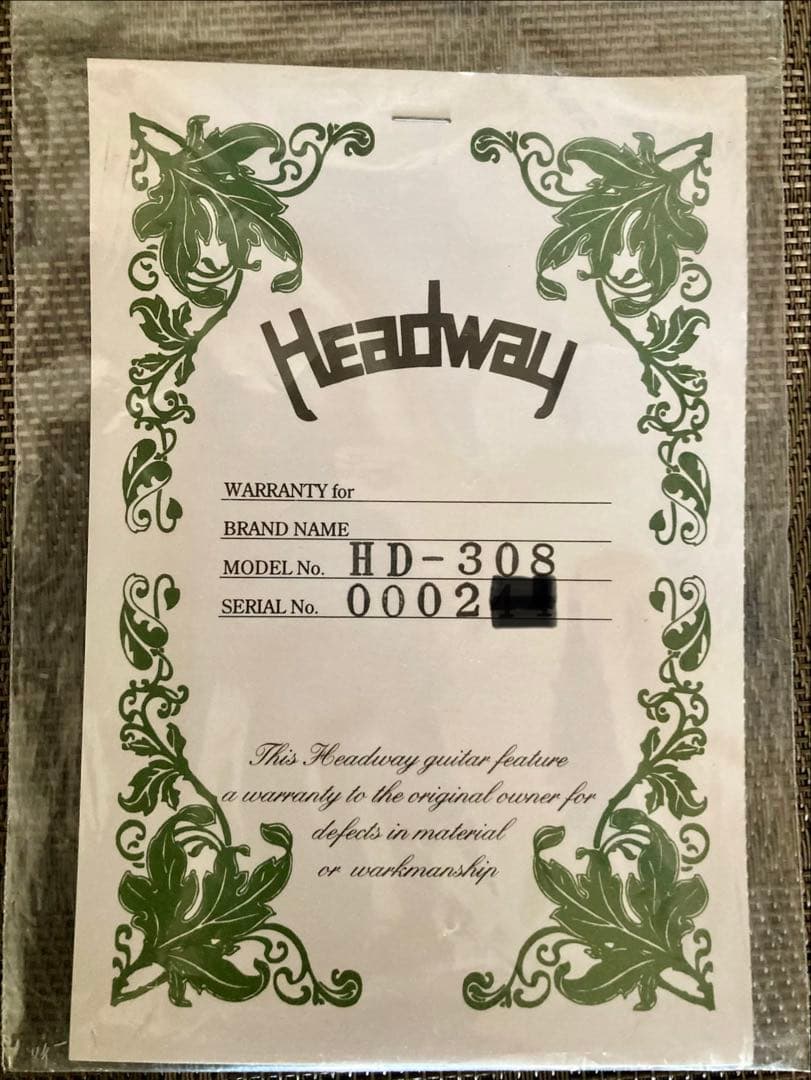 Headway
WARRANTY for
BRAND NAME
MODEL No. HD-308
SERIAL No. 0002
This Headway guitar feature
a warranty to the original owner for
defects in material
or warkmanship